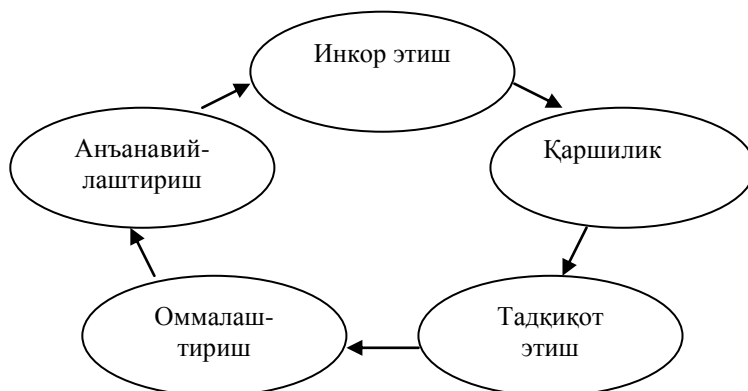 Инкор этиш
Қаршилик
Тадқиқот
этиш
Оммалаш-
тириш
Анъанавий-
лаштириш